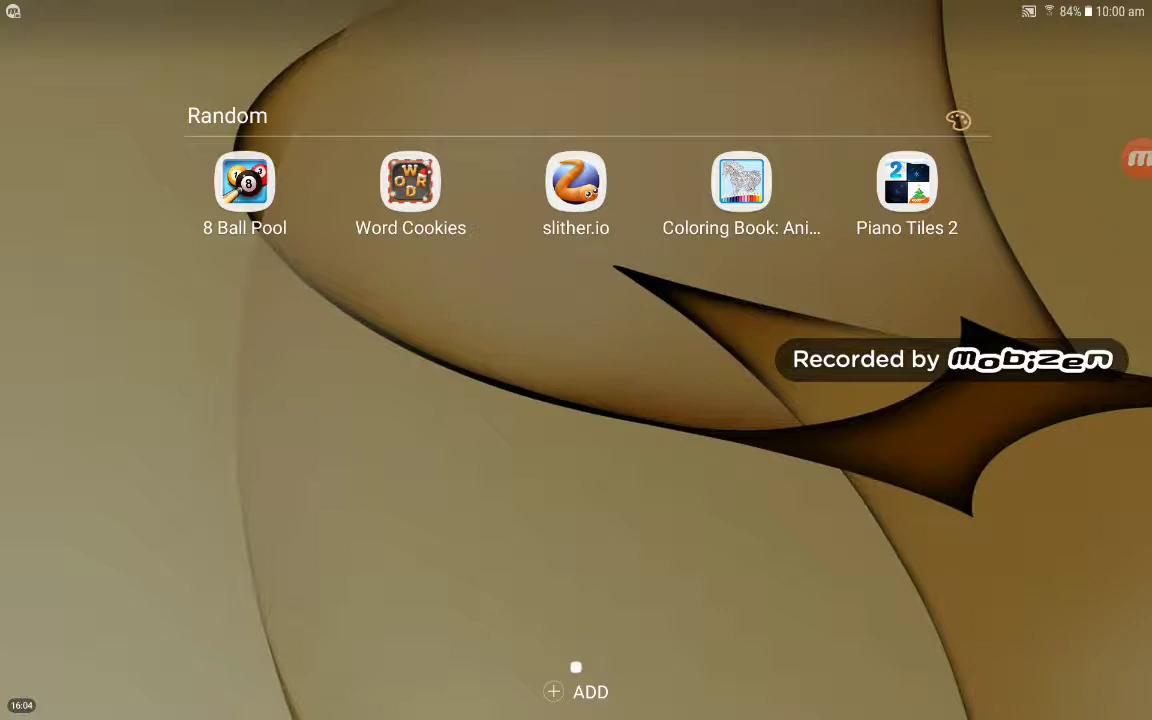 84% 10:00 am
Random
8 Ball Pool
Word Cookies
slither.io
Coloring Book: Ani...
Piano Tiles 2
Recorded by mobizen
ADD
16:04